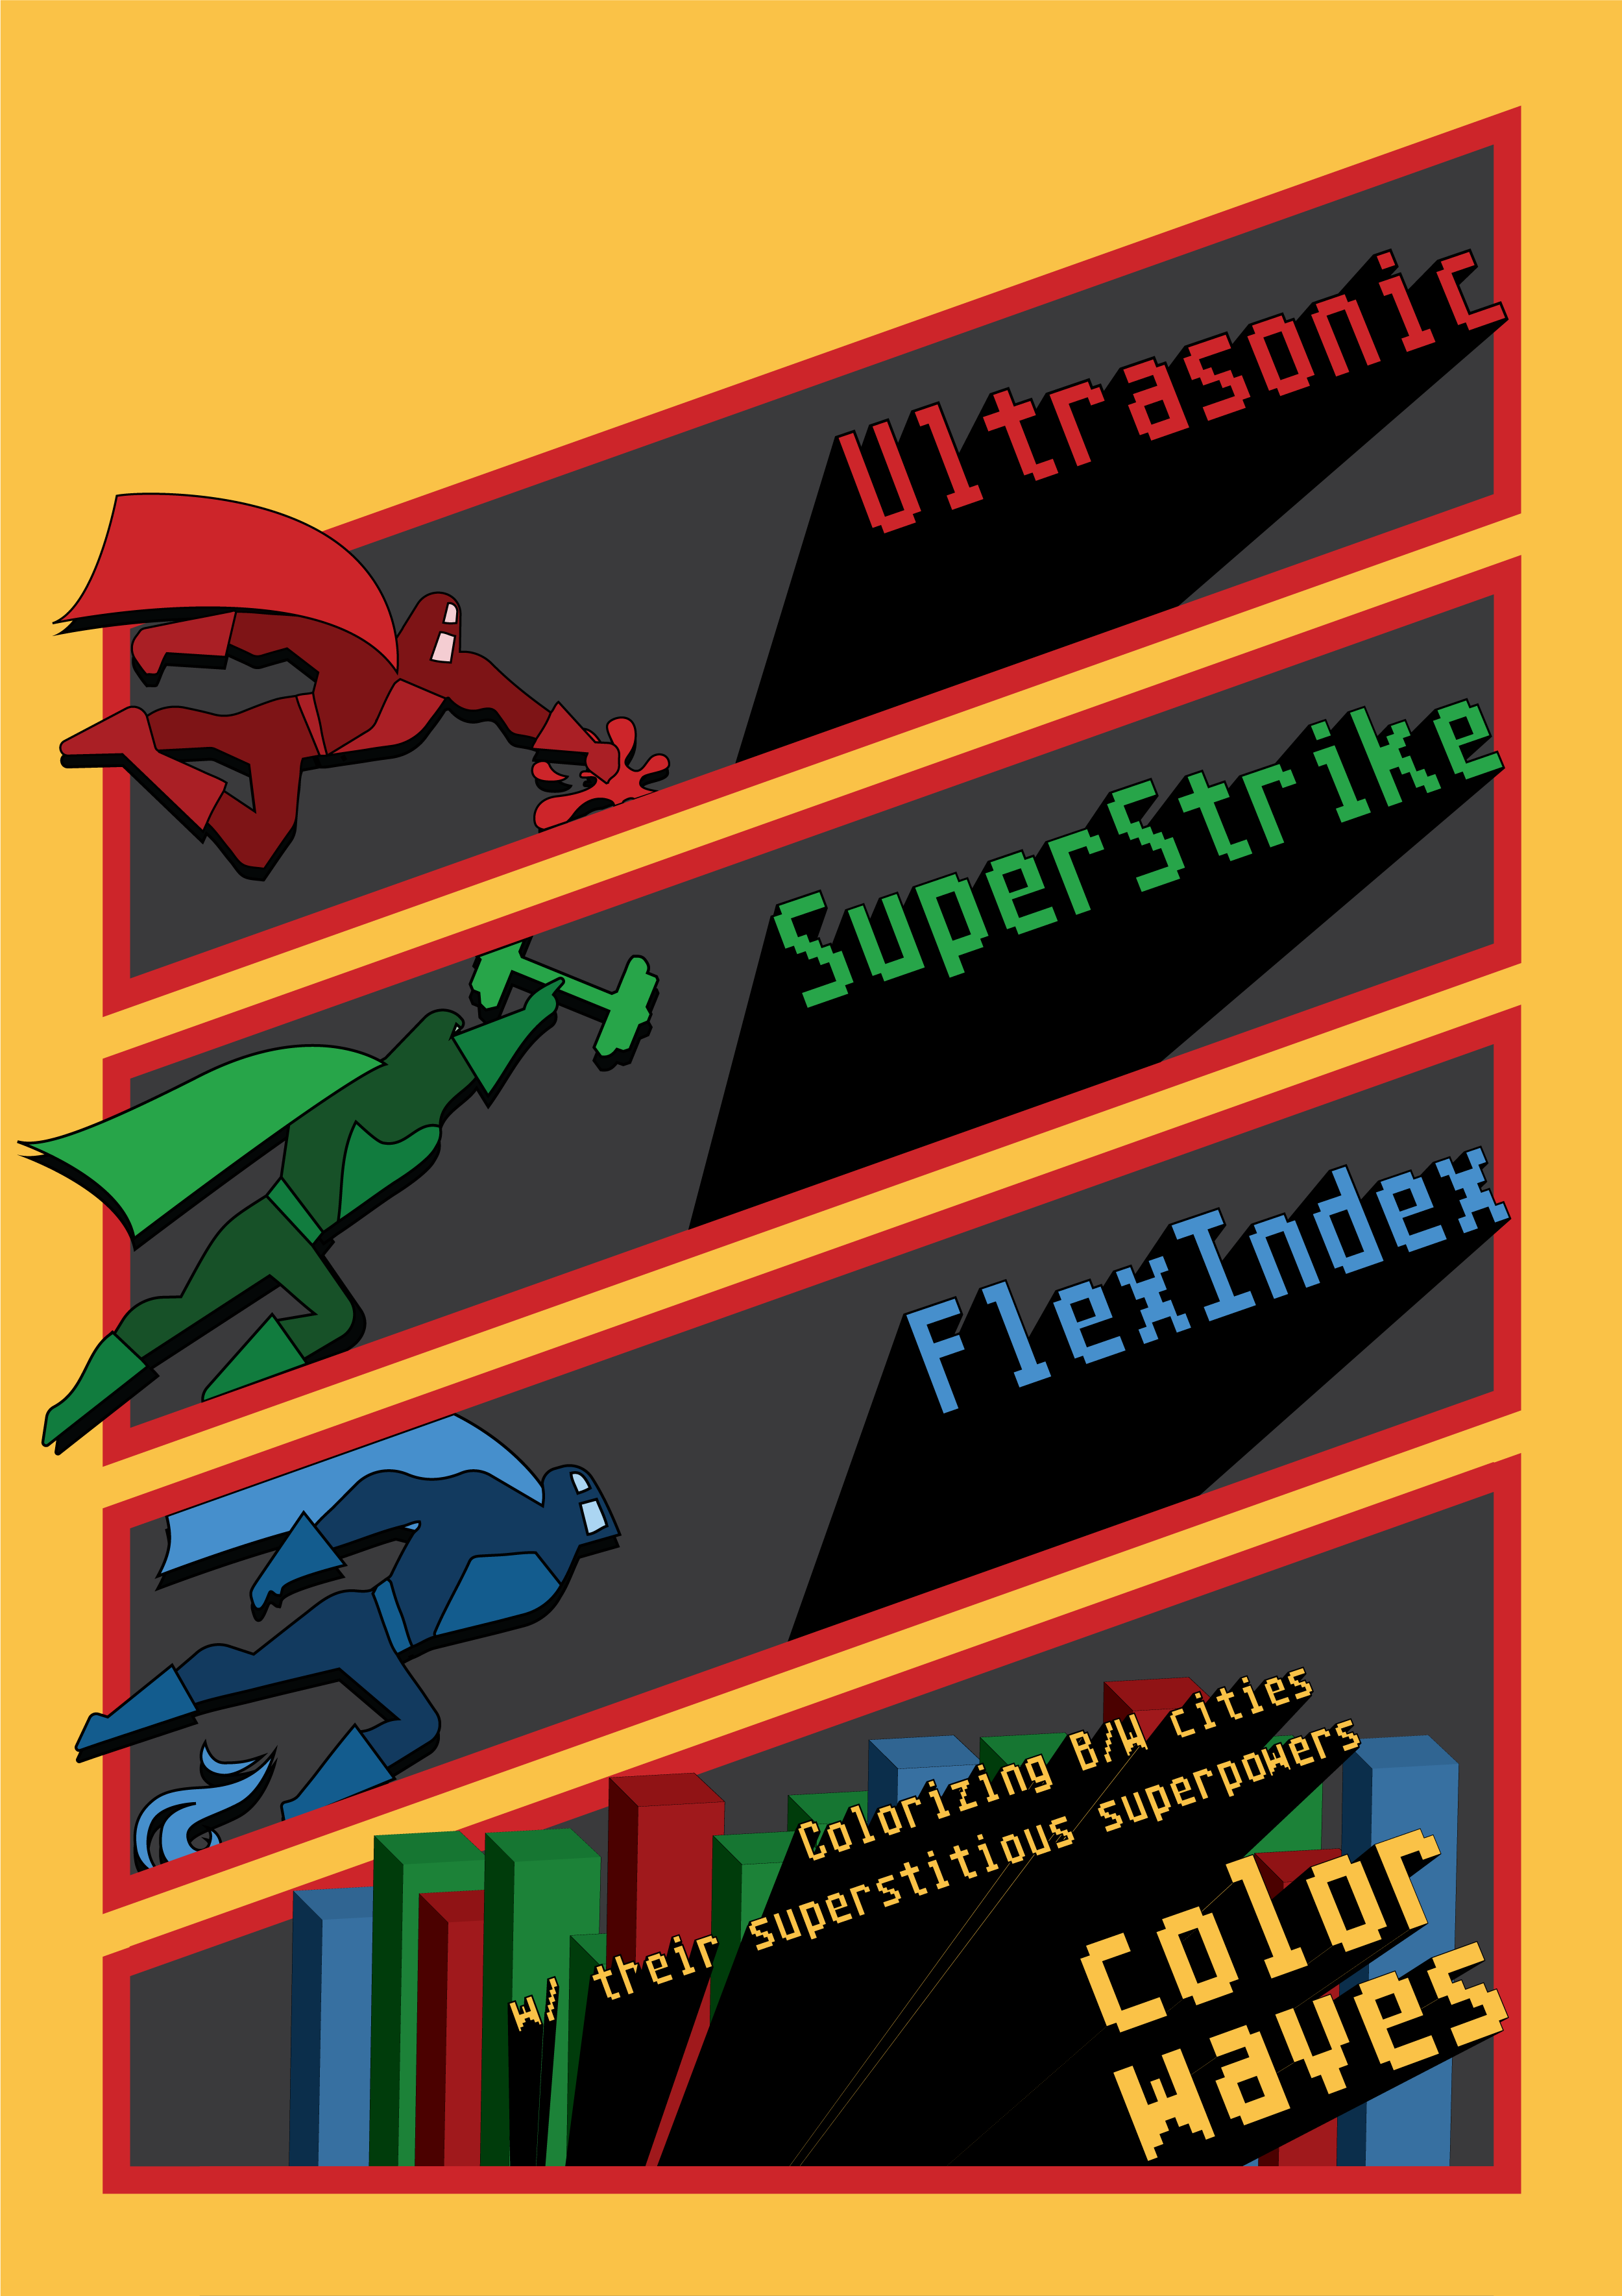 Ultrasonic
SuperStrike
FlexIndex
Colorizing B/W cities
W/ their superstitious superpowers
Color
Waves